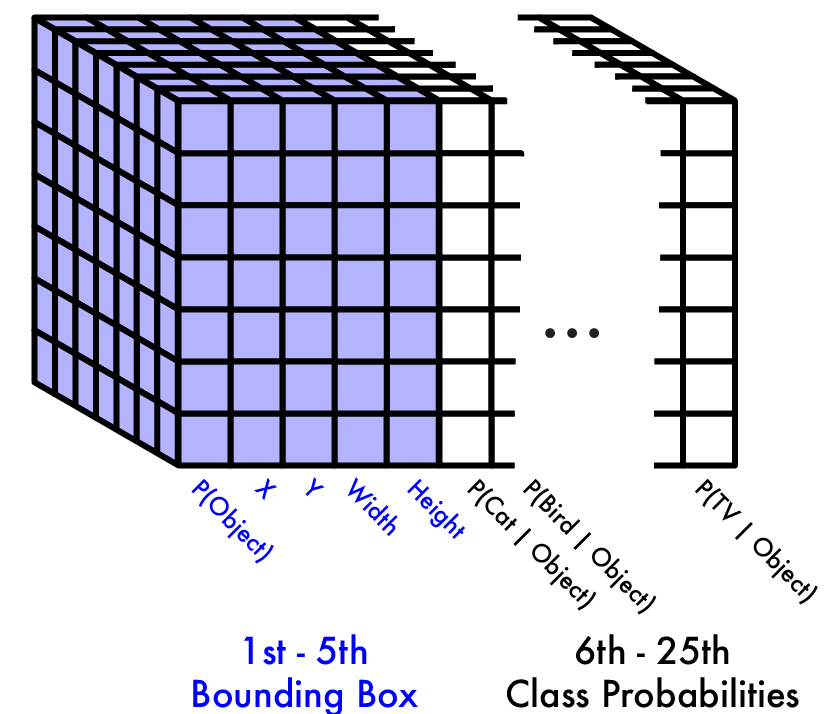 P(Object)
X
Y
Width
Height
P(Cat | Object)
P(Bird | Object)
...
P(TV | Object)
1st - 5th
Bounding Box
6th - 25th
Class Probabilities